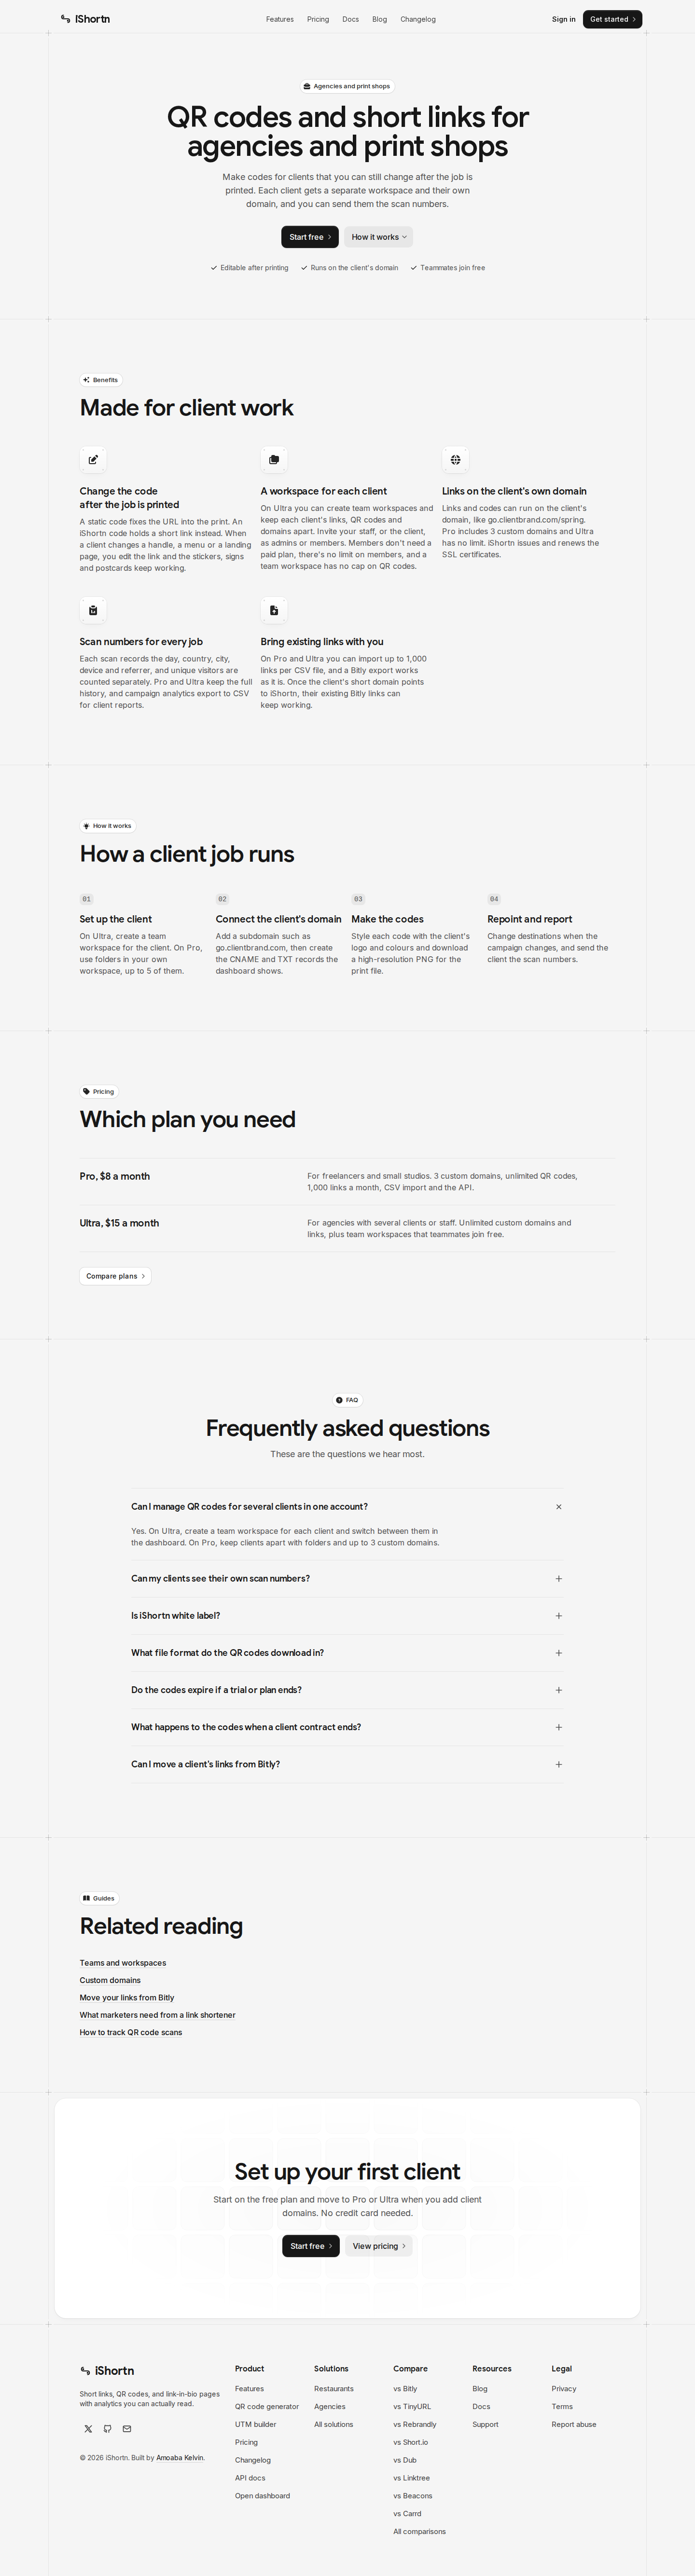 iShortn
Features
Pricing
Docs
Blog
Changelog
Sign in
Get started
Agencies and print shops
QR codes and short links for
agencies and print shops
Make codes for clients that you can still change after the job is
printed. Each client gets a separate workspace and their own
domain, and you can send them the scan numbers.
Start free
How it works
Editable after printing
Runs on the client's domain
Teammates join free
Benefits
Made for client work
Change the code
after the job is printed
A static code fixes the URL into the print. An
iShortn code holds a short link instead. When
a client changes a handle, a menu or a landing
page, you edit the link and the stickers, signs
and postcards keep working.
A workspace for each client
On Ultra you can create team workspaces and
keep each client's links, QR codes and
domains apart. Invite your staff, or the client,
as admins or members. Members don't need a
paid plan, there's no limit on members, and a
team workspace has no cap on QR codes.
Links on the client's own domain
Links and codes can run on the client's
domain, like go.clientbrand.com/spring.
Pro includes 3 custom domains and Ultra
has no limit. iShortn issues and renews the
SSL certificates.
Scan numbers for every job
Each scan records the day, country, city,
device and referrer, and unique visitors are
counted separately. Pro and Ultra keep the full
history, and campaign analytics export to CSV
for client reports.
Bring existing links with you
On Pro and Ultra you can import up to 1,000
links per CSV file, and a Bitly export works
as it is. Once the client's short domain points
to iShortn, their existing Bitly links can
keep working.
How it works
How a client job runs
01
Set up the client
On Ultra, create a team
workspace for the client. On Pro,
use folders in your own
workspace, up to 5 of them.
02
Connect the client's domain
Add a subdomain such as
go.clientbrand.com, then create
the CNAME and TXT records the
dashboard shows.
03
Make the codes
Style each code with the client's
logo and colours and download
a high-resolution PNG for the
print file.
04
Repoint and report
Change destinations when the
campaign changes, and send the
client the scan numbers.
Pricing
Which plan you need
Pro, $8 a month
For freelancers and small studios. 3 custom domains, unlimited QR codes,
1,000 links a month, CSV import and the API.
Ultra, $15 a month
For agencies with several clients or staff. Unlimited custom domains and
links, plus team workspaces that teammates join free.
Compare plans
FAQ
Frequently asked questions
These are the questions we hear most.
Can I manage QR codes for several clients in one account?
Yes. On Ultra, create a team workspace for each client and switch between them in
the dashboard. On Pro, keep clients apart with folders and up to 3 custom domains.
Can my clients see their own scan numbers?
Is iShortn white label?
What file format do the QR codes download in?
Do the codes expire if a trial or plan ends?
What happens to the codes when a client contract ends?
Can I move a client's links from Bitly?
Guides
Related reading
Teams and workspaces
Custom domains
Move your links from Bitly
What marketers need from a link shortener
How to track QR code scans
Set up your first client
Start on the free plan and move to Pro or Ultra when you add client
domains. No credit card needed.
Start free
View pricing
iShortn
Short links, QR codes, and link-in-bio pages
with analytics you can actually read.
© 2026 iShortn. Built by Amoaba Kelvin.
Product
Features
QR code generator
UTM builder
Pricing
Changelog
API docs
Open dashboard
Solutions
Restaurants
Agencies
All solutions
Compare
vs Bitly
vs TinyURL
vs Rebrandly
vs Short.io
vs Dub
vs Linktree
vs Beacons
vs Carrd
All comparisons
Resources
Blog
Docs
Support
Legal
Privacy
Terms
Report abuse